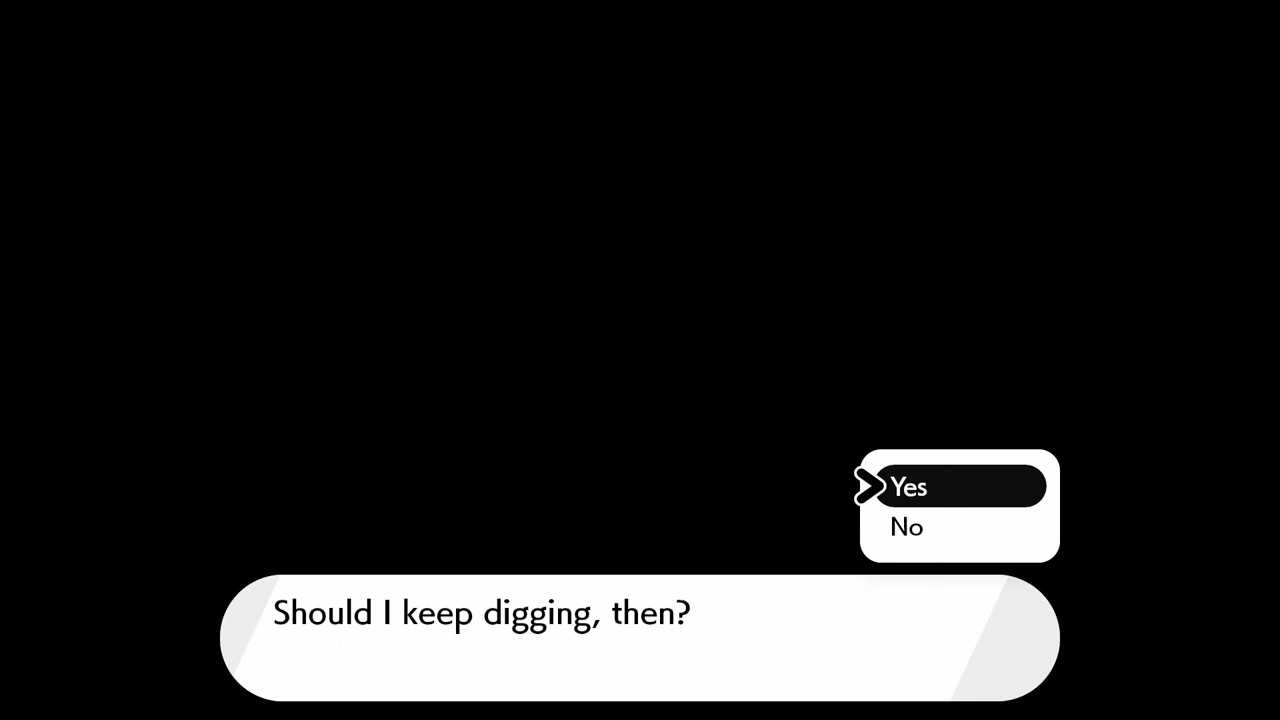 Yes
No
Should I keep digging, then?